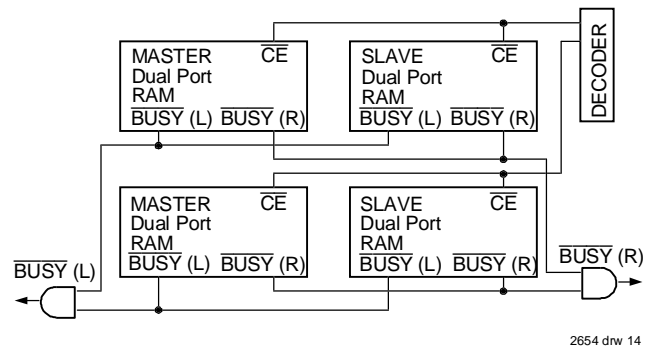 MASTER CE
Dual Port
RAM
BUSY (L) BUSY (R)
SLAVE CE
Dual Port
RAM
BUSY (L) BUSY (R)
DECODER
MASTER CE
Dual Port
RAM
BUSY (L) BUSY (R)
SLAVE CE
Dual Port
RAM
BUSY (L) BUSY (R)
BUSY (L)
BUSY (R)
2654 drw 14